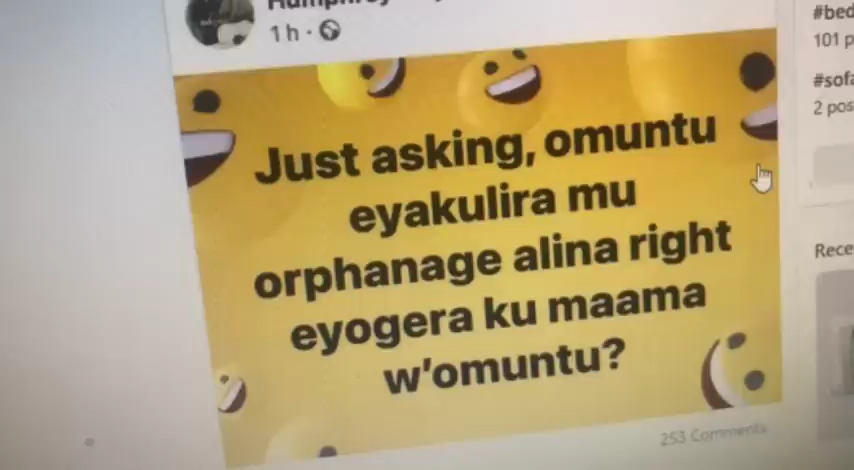 1h
Just asking, omuntu
eyakulira mu
orphanage alina right
eyogera ku maama
w'omuntu?
253 Comments
#bed
101 p
#sofa
2 pos
Rece